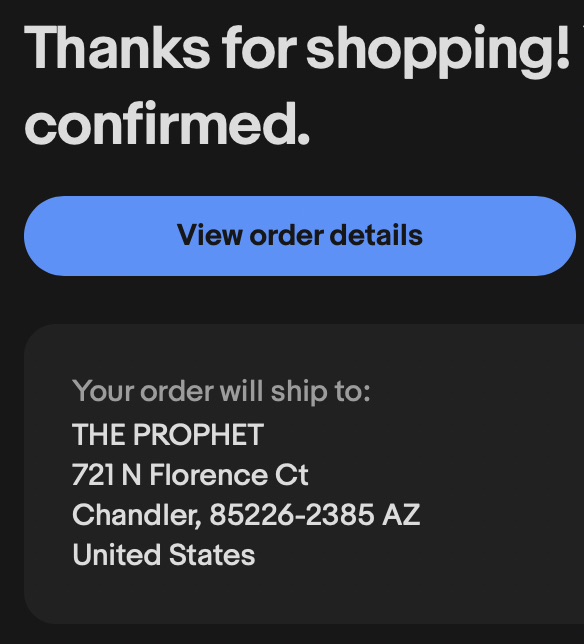 Thanks for shopping!
confirmed.
View order details
Your order will ship to:
THE PROPHET
721 N Florence Ct
Chandler, 85226-2385 AZ
United States